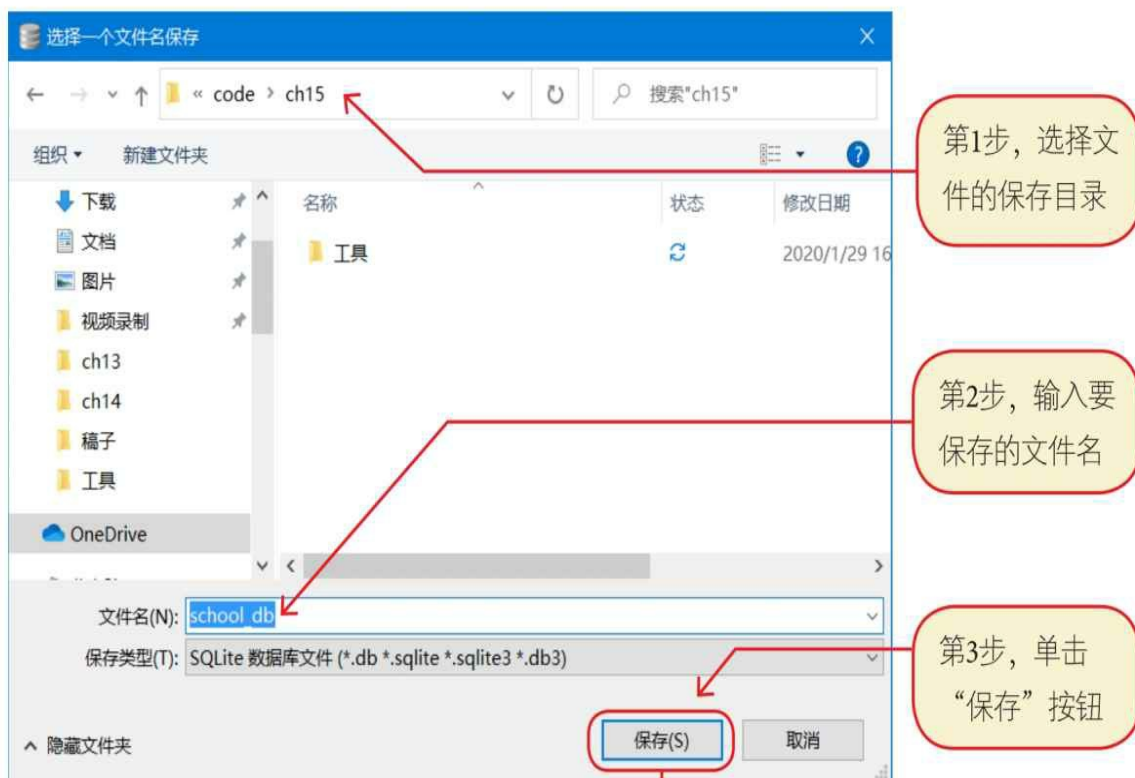 选择一个文件名保存
« code > ch15
搜索"ch15"
组织
新建文件夹
下载
文档
图片
视频录制
ch13
ch14
稿子
工具
OneDrive
名称
状态
修改日期
工具
2020/1/29 16
文件名(N): school_db
保存类型(T): SQLite 数据库文件 (*.db *.sqlite *.sqlite3 *.db3)
隐藏文件夹
保存(S)
取消
第1步，选择文
件的保存目录
第2步，输入要
保存的文件名
第3步，单击
“保存”按钮